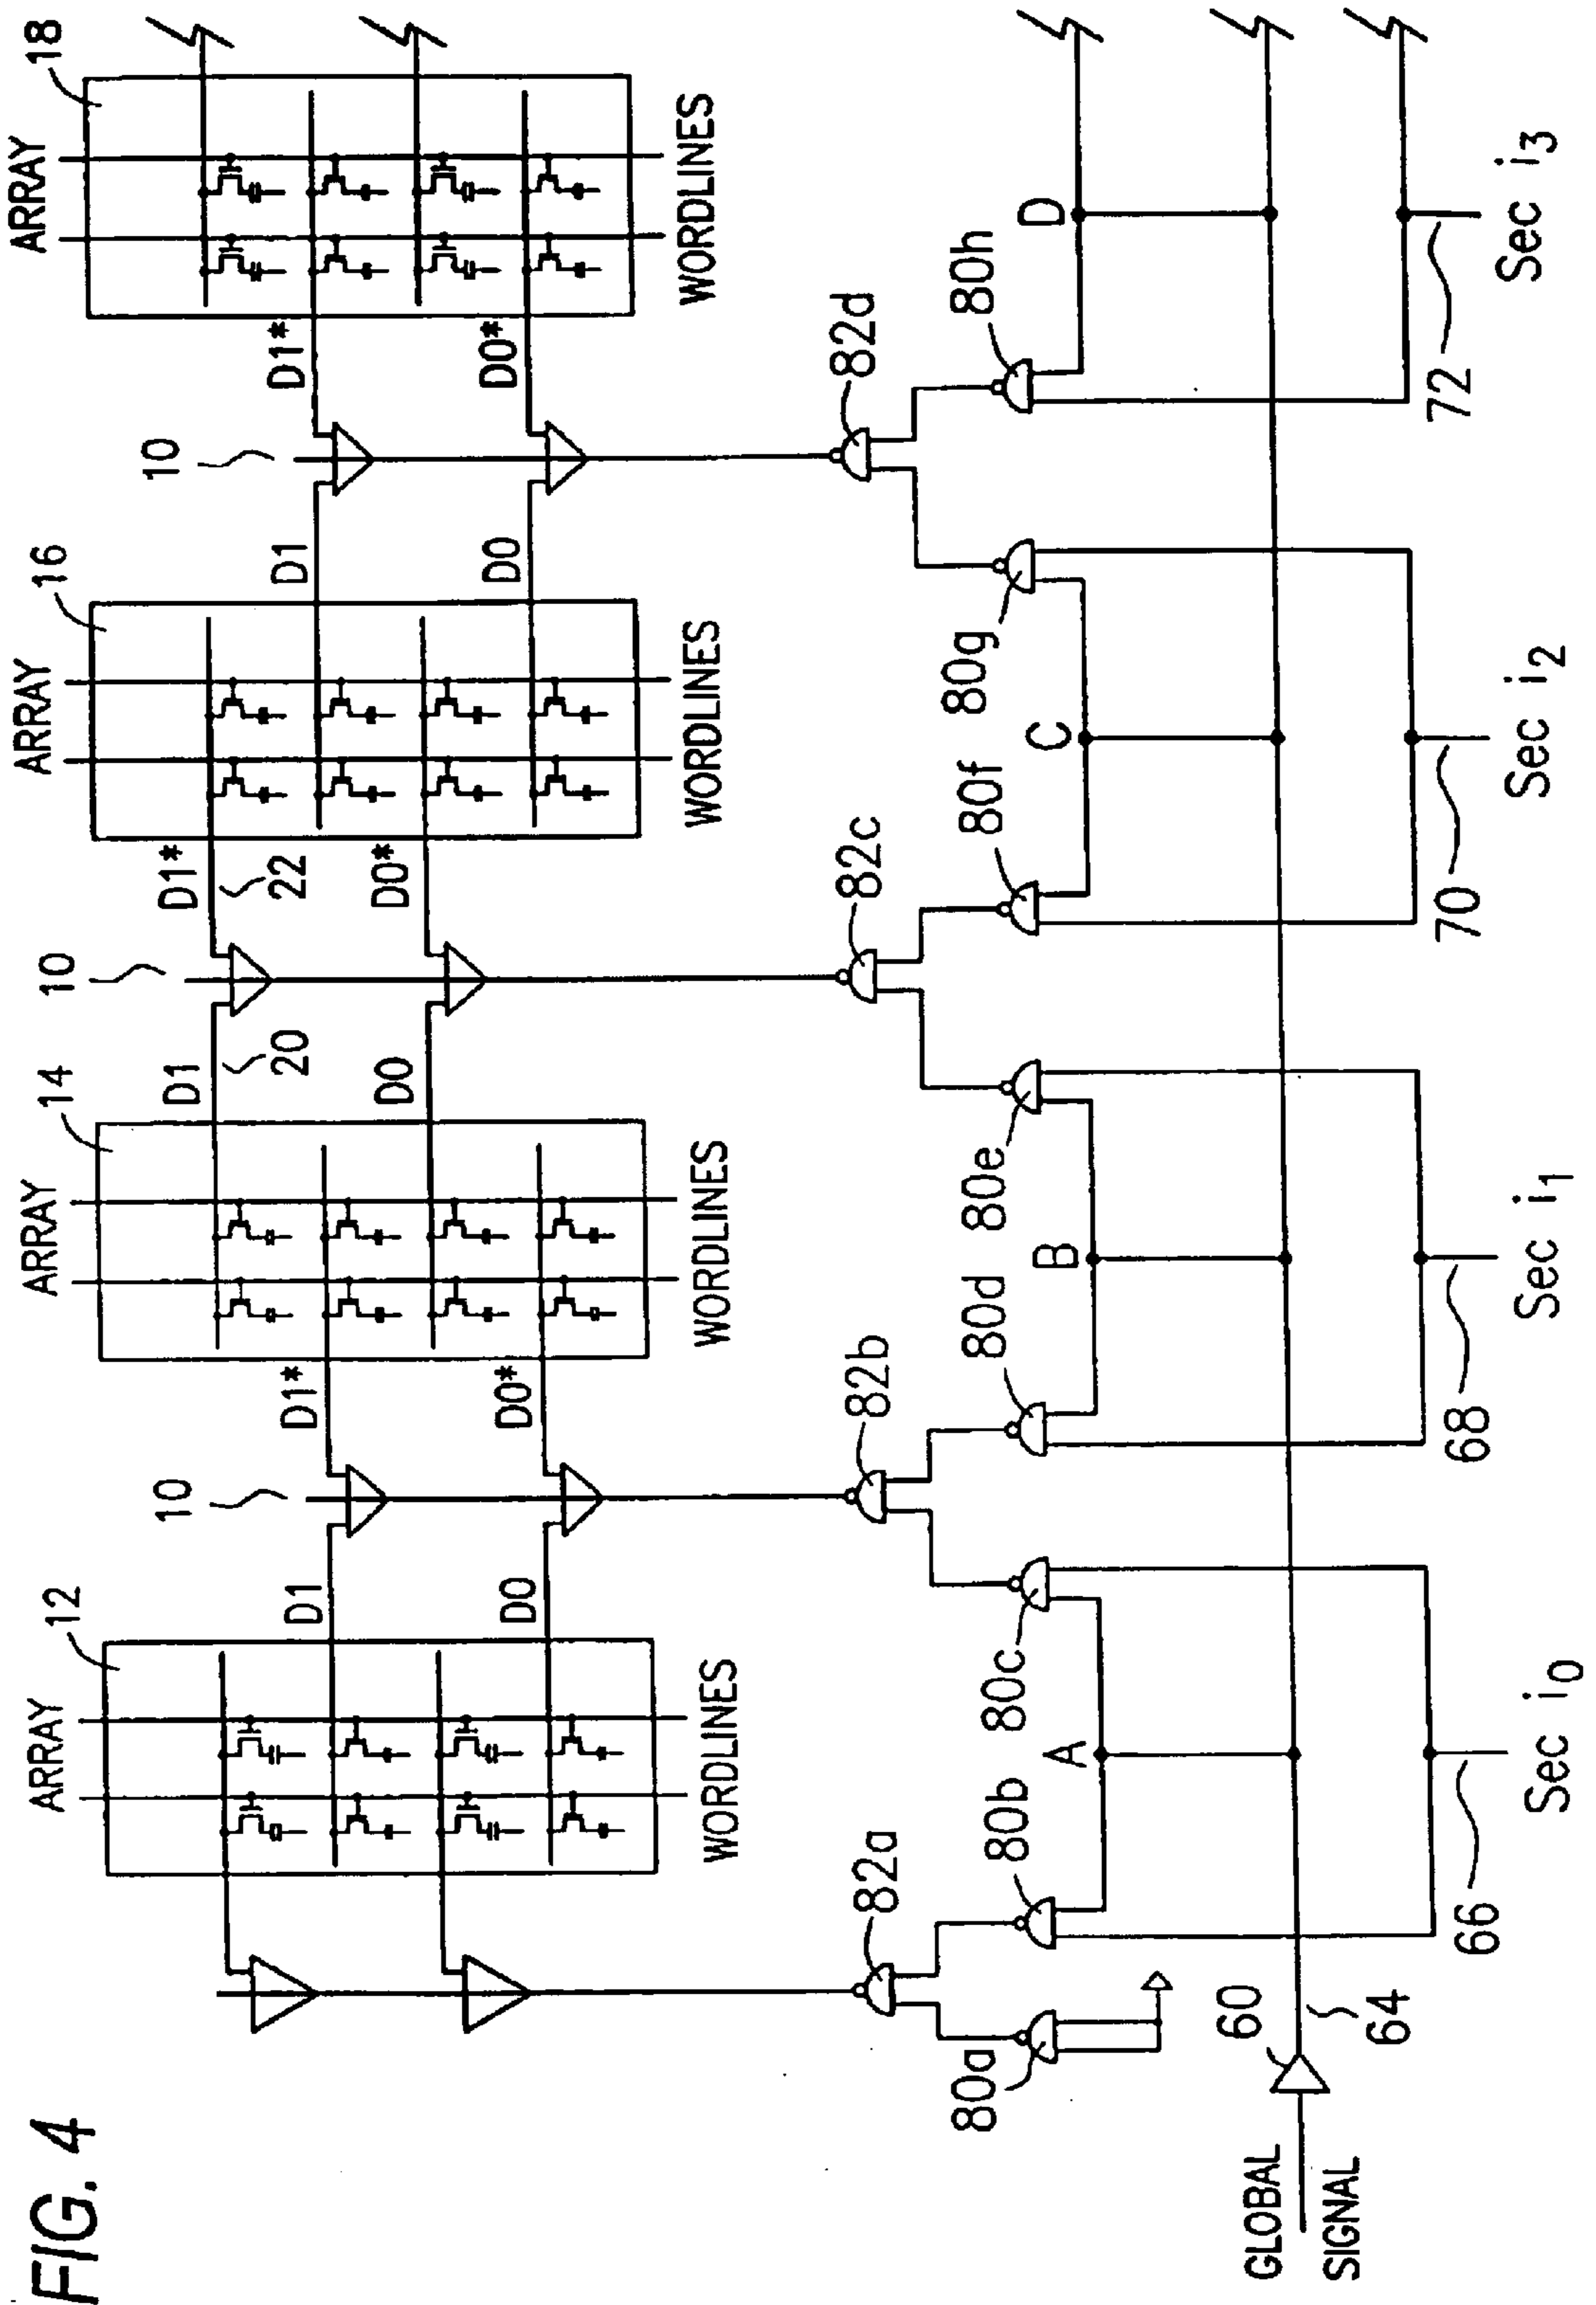 FIG. 4
ARRAY
12
ARRAY
14
ARRAY
16
ARRAY
18
10
10
10
D1
D1*
D1
20
D1*
22
D1
D1*
D0
D0*
D0
D0*
D0
D0*
WORDLINES
WORDLINES
WORDLINES
WORDLINES
82a
82b
82c
82d
80a
80b
80c
80d
80e
80f
80g
80h
A
B
C
D
GLOBAL
SIGNAL
60
64
66
68
70
72
Sec i0
Sec i1
Sec i2
Sec i3